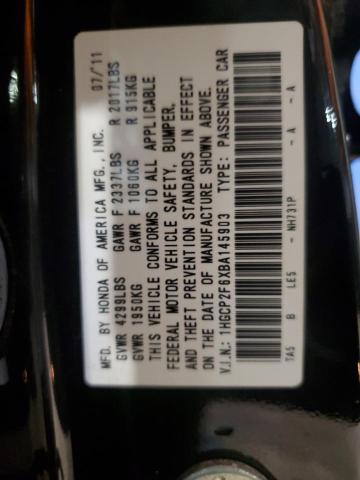 MFD. BY HONDA OF AMERICA MFG., INC. 07/11
GVWR 4299LBS GAWR F 2337LBS R 2017LBS
GVWR 1950KG GAWR F 1060KG R 915KG
THIS VEHICLE CONFORMS TO ALL APPLICABLE
FEDERAL MOTOR VEHICLE SAFETY, BUMPER,
AND THEFT PREVENTION STANDARDS IN EFFECT
ON THE DATE OF MANUFACTURE SHOWN ABOVE.
V.I.N.: 1HGCP2F6XBA145903 TYPE: PASSENGER CAR
TA5 B LE5 - NH731P - A - A